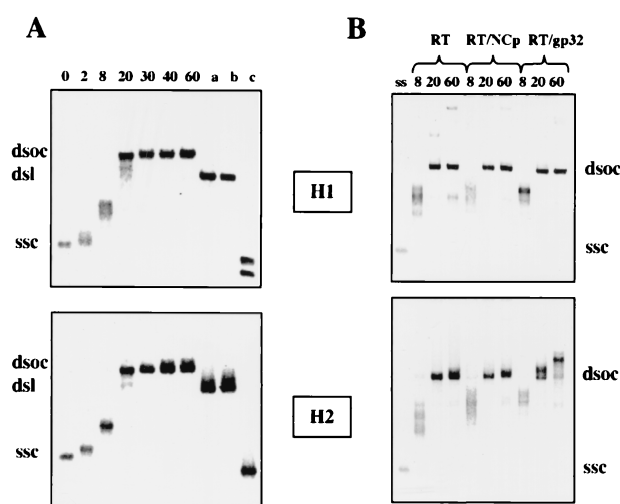 A
0 2 8 20 30 40 60 a b c
dsoc
dsl
ssc
H1
dsoc
dsl
ssc
H2
B
RT RT/NCp RT/gp32
ss 8 20 60 8 20 60 8 20 60
dsoc
ssc
dsoc
ssc